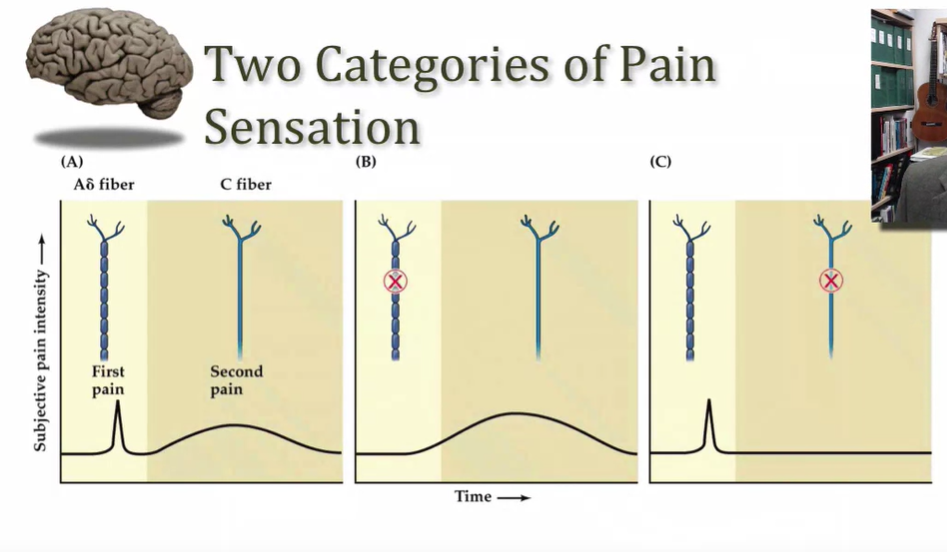 Two Categories of Pain
Sensation
(A)
(B)
(C)
Aδ fiber
C fiber
Subjective pain intensity
First
pain
Second
pain
Time